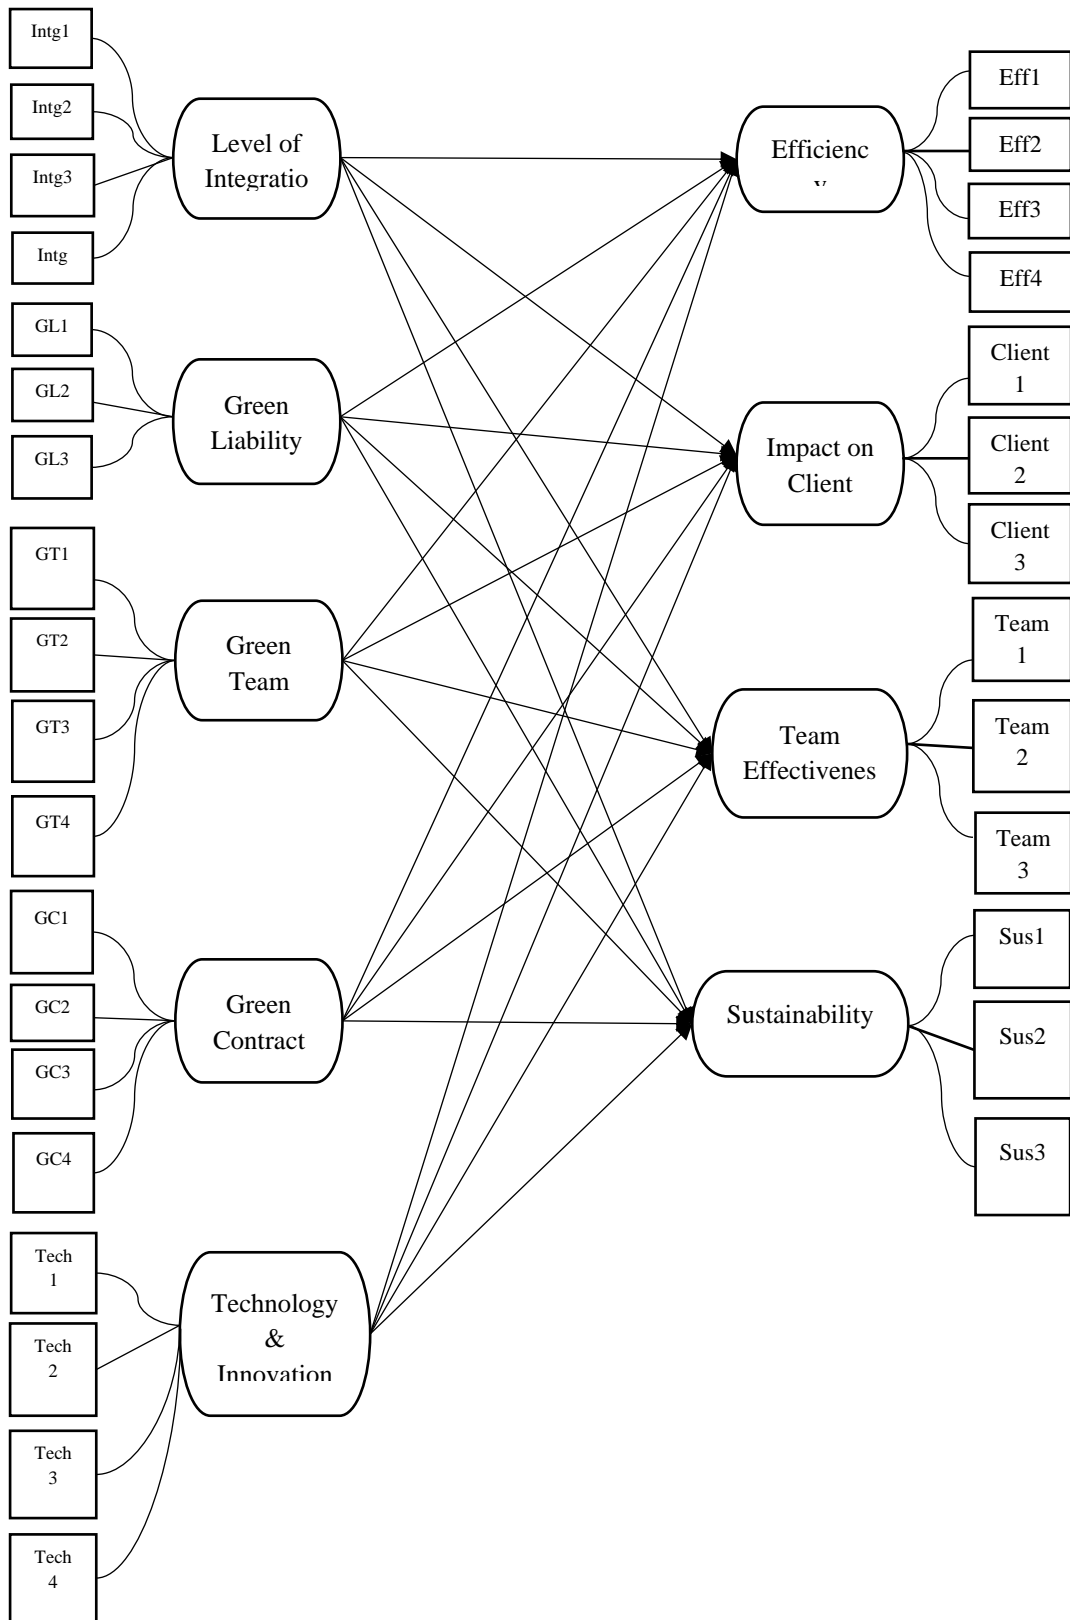 Intg1
Intg2
Intg3
Intg
GL1
GL2
GL3
GT1
GT2
GT3
GT4
GC1
GC2
GC3
GC4
Tech
1
Tech
2
Tech
3
Tech
4
Level of
Integratio
Green
Liability
Green
Team
Green
Contract
Technology
&
Innovation
Efficienc
y
Impact on
Client
Team
Effectivenes
Sustainability
Eff1
Eff2
Eff3
Eff4
Client
1
Client
2
Client
3
Team
1
Team
2
Team
3
Sus1
Sus2
Sus3